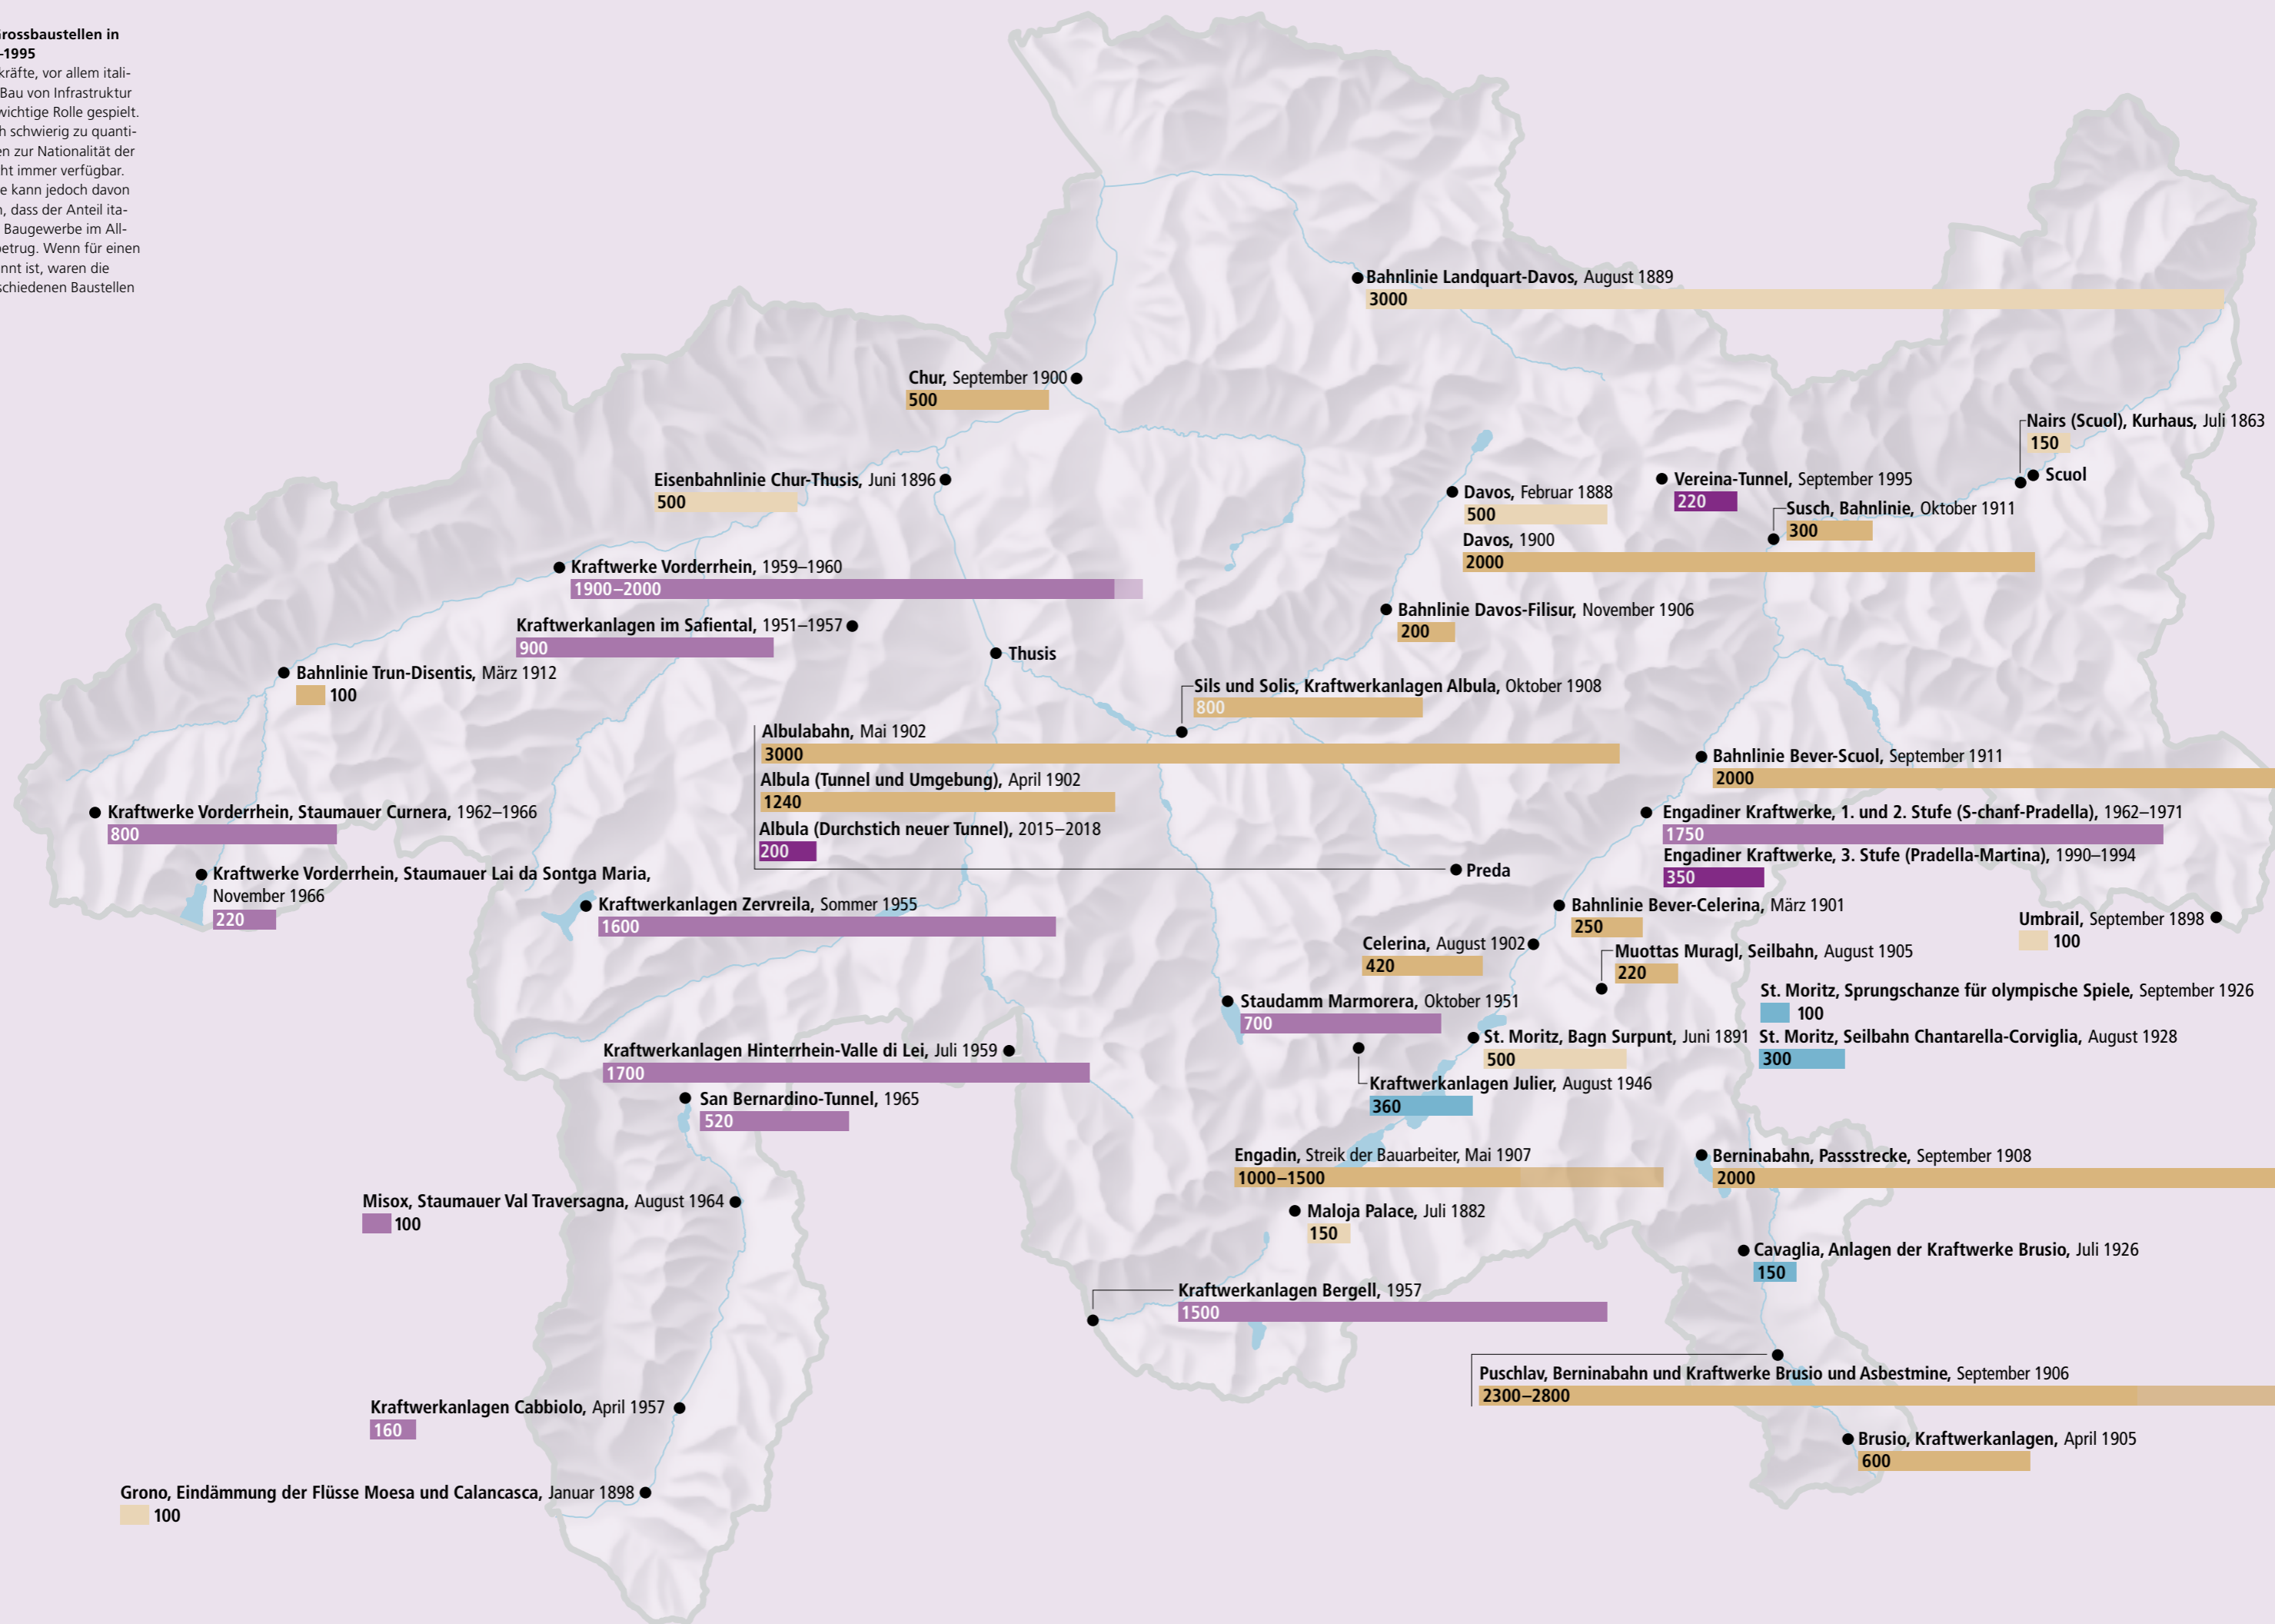 Grossbaustellen in
–1995
kräfte, vor allem itali-
Bau von Infrastruktur
wichtige Rolle gespielt.
h schwierig zu quanti-
en zur Nationalität der
cht immer verfügbar.
e kann jedoch davon
n, dass der Anteil ita-
Baugewerbe im All-
betrug. Wenn für einen
nnt ist, waren die
schiedenen Baustellen
Bahnlinie Landquart-Davos, August 1889
3000
Chur, September 1900
500
Nairs (Scuol), Kurhaus, Juli 1863
150
Scuol
Eisenbahnlinie Chur-Thusis, Juni 1896
500
Davos, Februar 1888
500
Vereina-Tunnel, September 1995
220
Susch, Bahnlinie, Oktober 1911
300
Davos, 1900
2000
Kraftwerke Vorderrhein, 1959–1960
1900–2000
Bahnlinie Davos-Filisur, November 1906
200
Kraftwerkanlagen im Safiental, 1951–1957
900
Thusis
Bahnlinie Trun-Disentis, März 1912
100
Sils und Solis, Kraftwerkanlagen Albula, Oktober 1908
800
Albulabahn, Mai 1902
3000
Albula (Tunnel und Umgebung), April 1902
1240
Albula (Durchstich neuer Tunnel), 2015–2018
200
Preda
Bahnlinie Bever-Scuol, September 1911
2000
Kraftwerke Vorderrhein, Staumauer Curnera, 1962–1966
800
Engadiner Kraftwerke, 1. und 2. Stufe (S-chanf-Pradella), 1962–1971
1750
Engadiner Kraftwerke, 3. Stufe (Pradella-Martina), 1990–1994
350
Kraftwerke Vorderrhein, Staumauer Lai da Sontga Maria,
November 1966
220
Kraftwerkanlagen Zervreila, Sommer 1955
1600
Bahnlinie Bever-Celerina, März 1901
250
Umbrail, September 1898
100
Celerina, August 1902
420
Muottas Muragl, Seilbahn, August 1905
220
St. Moritz, Sprungschanze für olympische Spiele, September 1926
100
Staudamm Marmorera, Oktober 1951
700
St. Moritz, Bagn Surpunt, Juni 1891
500
St. Moritz, Seilbahn Chantarella-Corviglia, August 1928
300
Kraftwerkanlagen Hinterrhein-Valle di Lei, Juli 1959
1700
Kraftwerkanlagen Julier, August 1946
360
San Bernardino-Tunnel, 1965
520
Engadin, Streik der Bauarbeiter, Mai 1907
1000–1500
Berninabahn, Passstrecke, September 1908
2000
Misox, Staumauer Val Traversagna, August 1964
100
Maloja Palace, Juli 1882
150
Cavaglia, Anlagen der Kraftwerke Brusio, Juli 1926
150
Kraftwerkanlagen Bergell, 1957
1500
Puschlav, Berninabahn und Kraftwerke Brusio und Asbestmine, September 1906
2300–2800
Kraftwerkanlagen Cabbiolo, April 1957
160
Brusio, Kraftwerkanlagen, April 1905
600
Grono, Eindämmung der Flüsse Moesa und Calancasca, Januar 1898
100